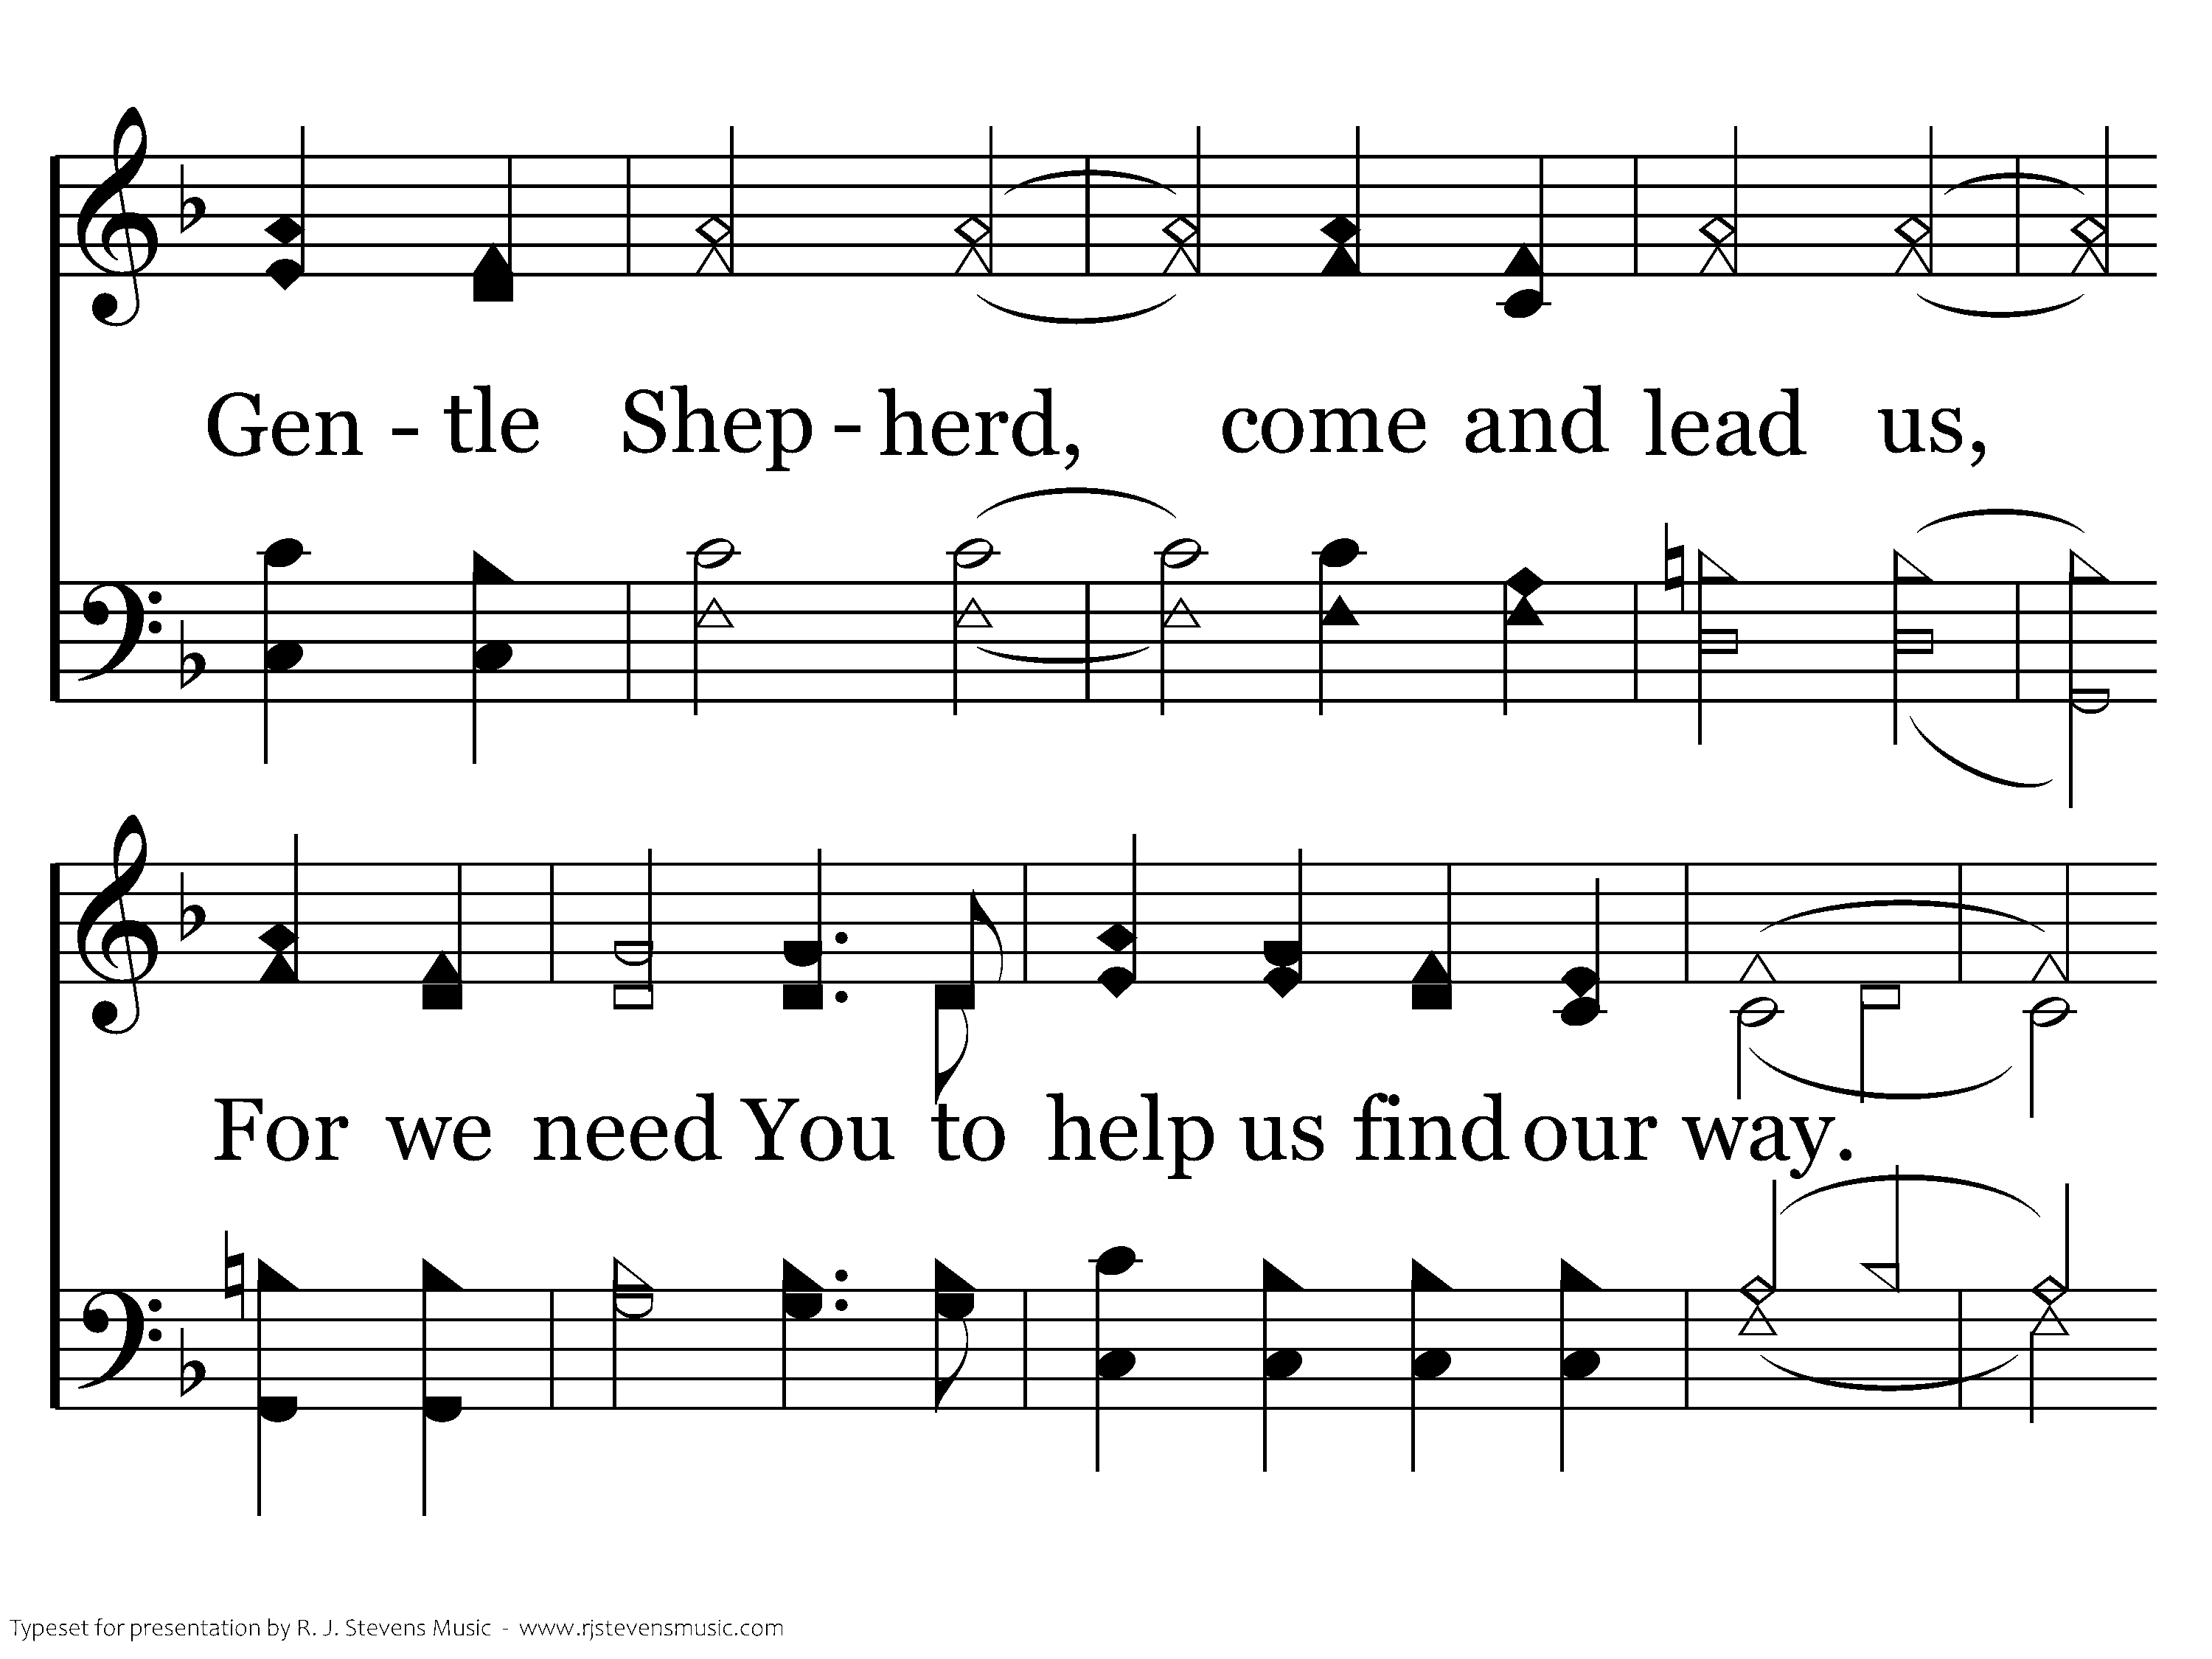 Gen - tle Shep - herd, come and lead us,
For we need You to help us find our way.
Typeset for presentation by R. J. Stevens Music - www.rjstevensmusic.com